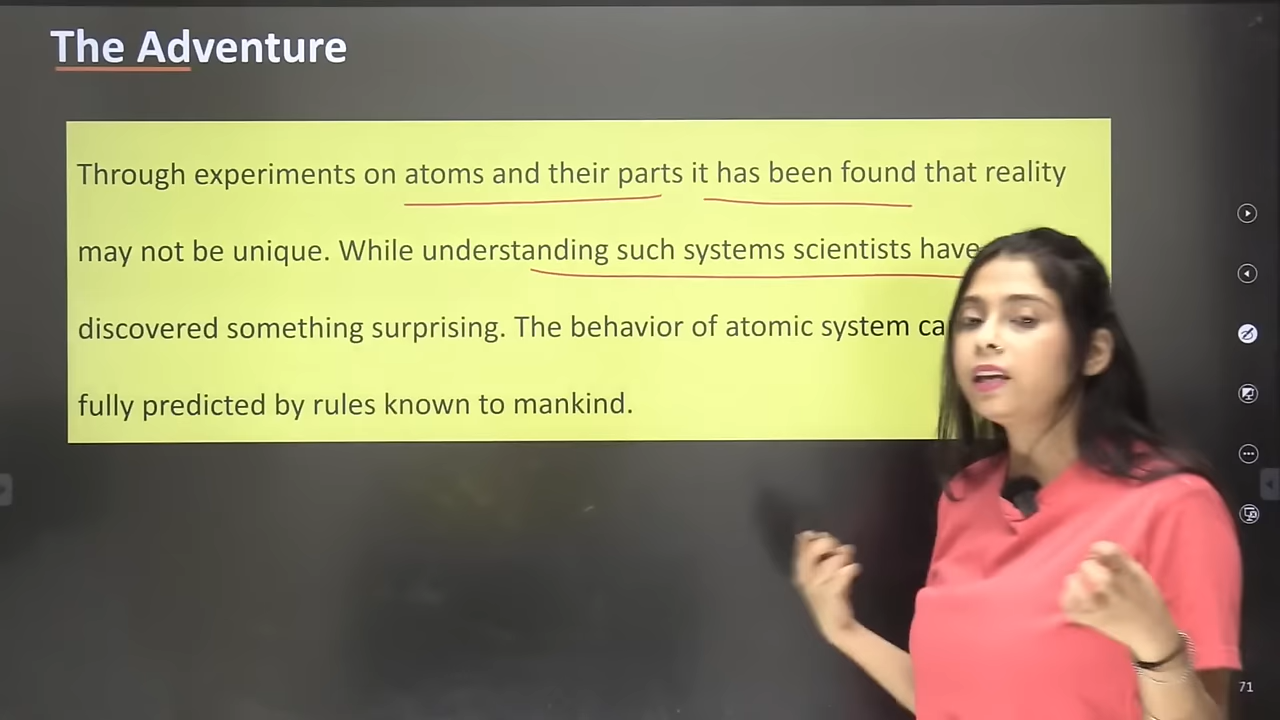 The Adventure
Through experiments on atoms and their parts it has been found that reality
may not be unique. While understanding such systems scientists have
discovered something surprising. The behavior of atomic system
fully predicted by rules known to mankind.
71